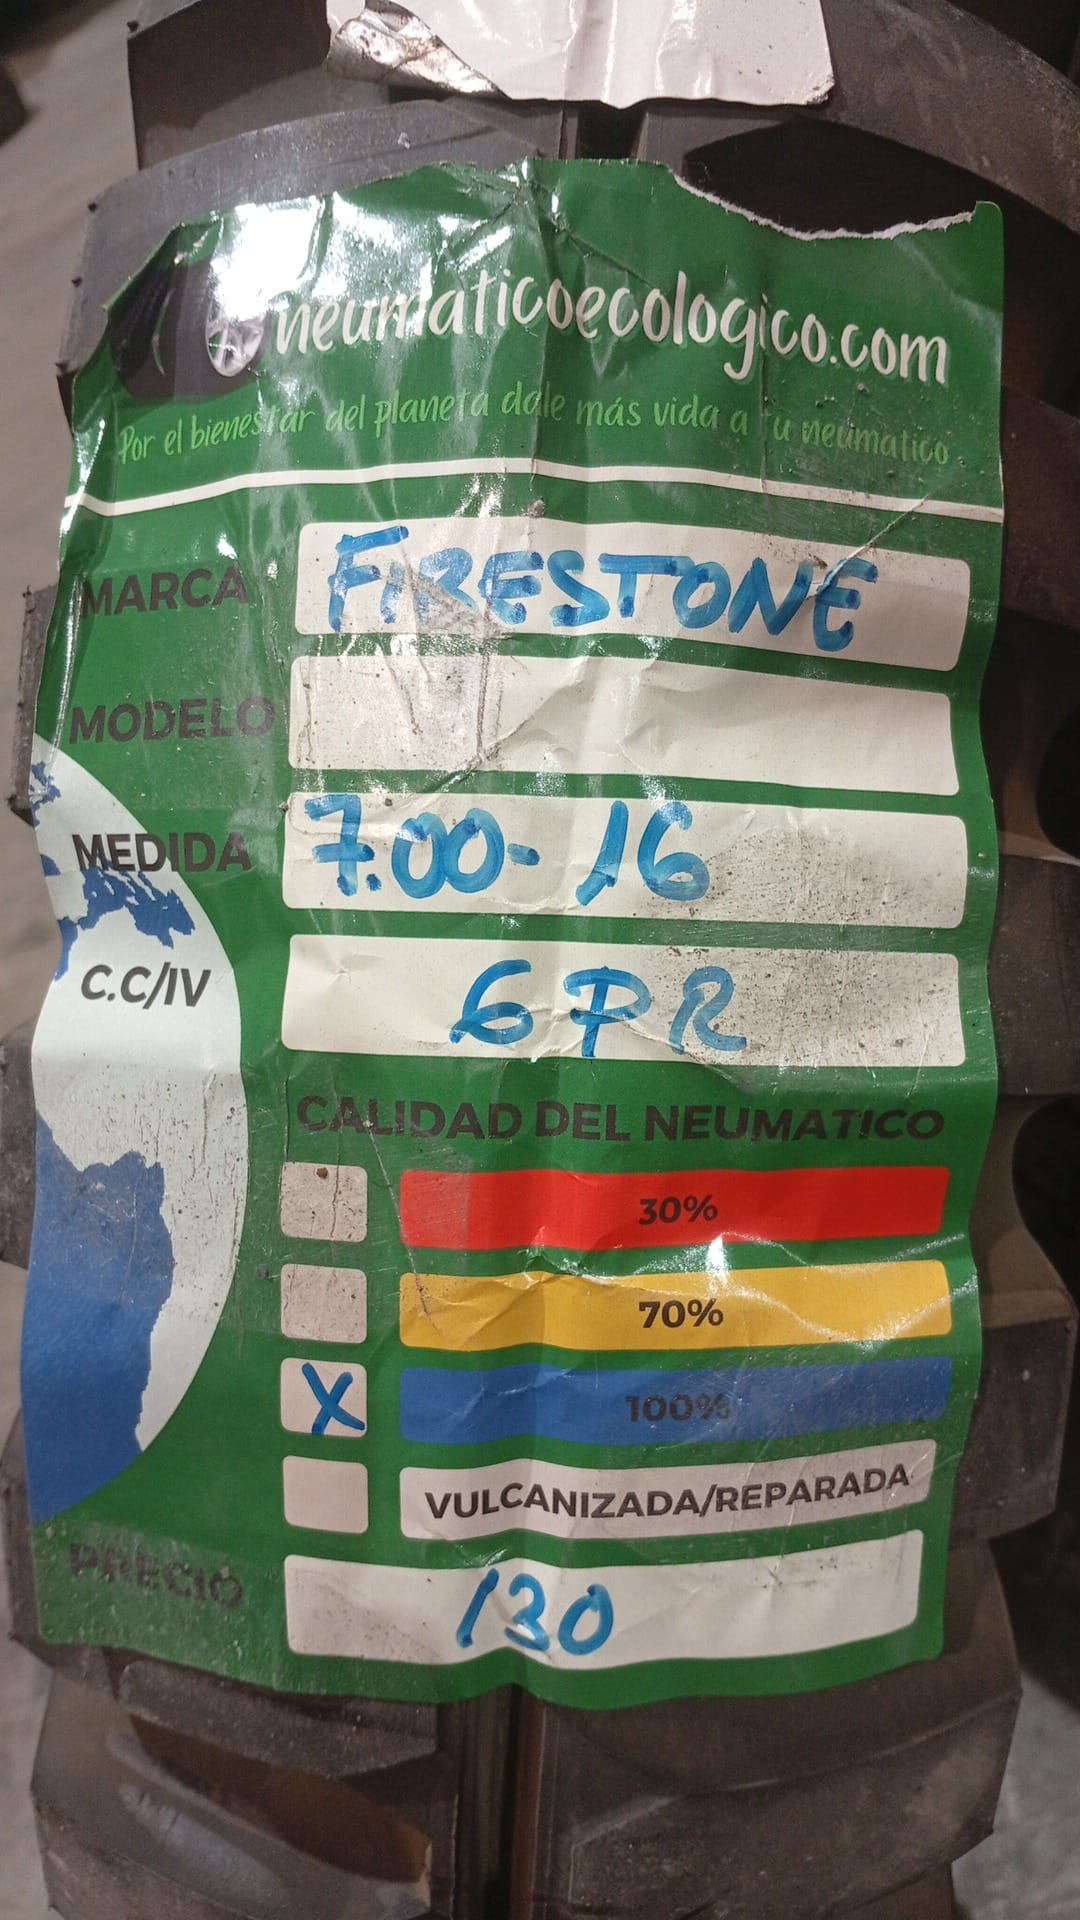 neumaticoecologico.com
Por el bienestar del planeta dale más vida a tu neumatico
MARCA FIRESTONE
MODELO
MEDIDA 7.00-16
C.C/IV 6PR
CALIDAD DEL NEUMATICO
30%
70%
X 100%
VULCANIZADA/REPARADA
PRECIO 130